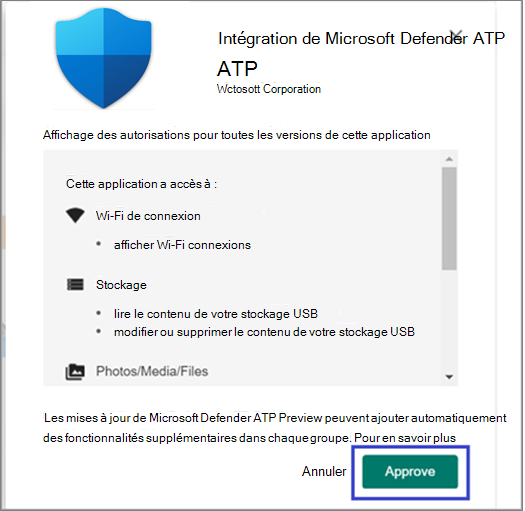 Intégration de Microsoft Defender ATP
ATP
Wctosott Corporation
Affichage des autorisations pour toutes les versions de cette application
Cette application a accès à :
Wi-Fi de connexion
• afficher Wi-Fi connexions
Stockage
• lire le contenu de votre stockage USB
• modifier ou supprimer le contenu de votre stockage USB
Photos/Media/Files
Les mises à jour de Microsoft Defender ATP Preview peuvent ajouter automatiquement
des fonctionnalités supplémentaires dans chaque groupe. Pour en savoir plus
Annuler Approve